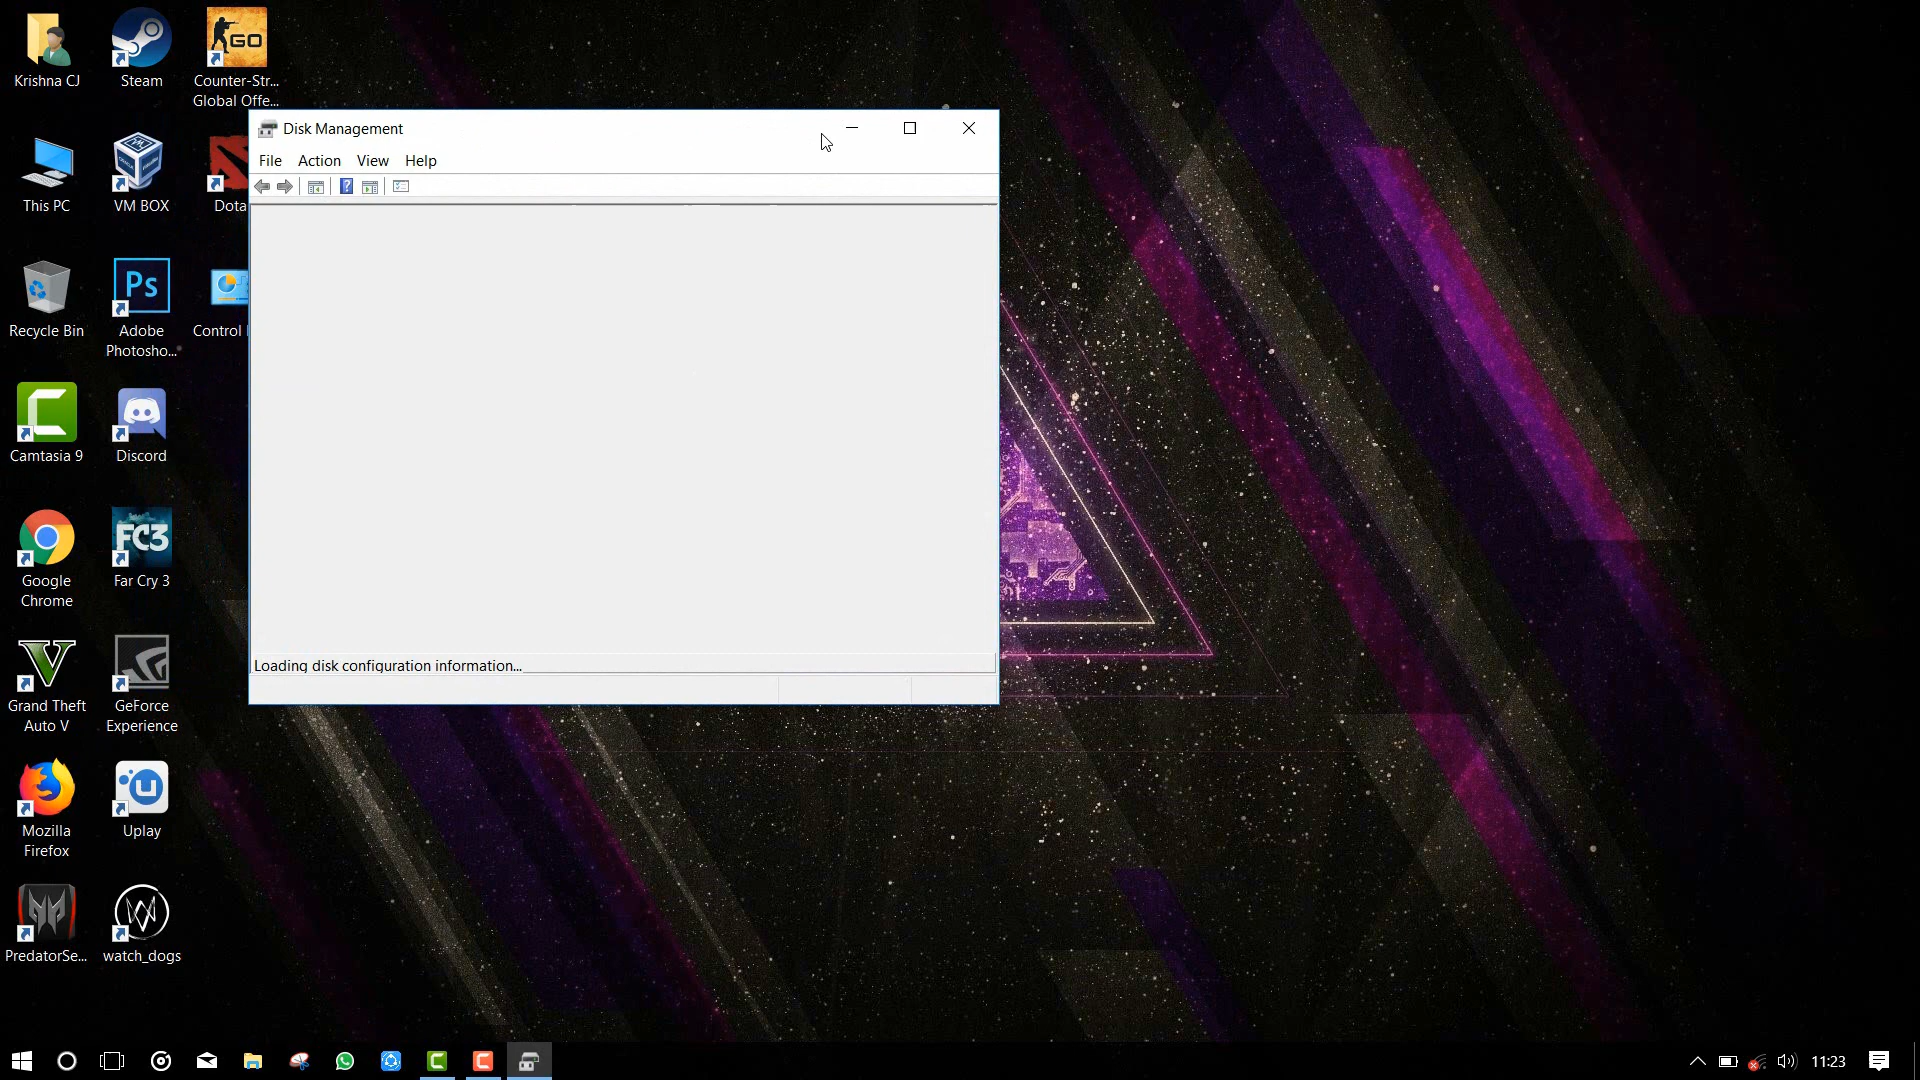 Krishna CJ
Steam
GO
Counter-Str...
Global Offe...
This PC
VM BOX
Dota
Recycle Bin
Ps
Adobe
Photosho...
Control
Camtasia 9
Discord
Google
Chrome
FC3
Far Cry 3
Grand Theft
Auto V
GeForce
Experience
Mozilla
Firefox
Uplay
PredatorSe...
watch_dogs
Disk Management
File Action View Help
Loading disk configuration information...
11:23